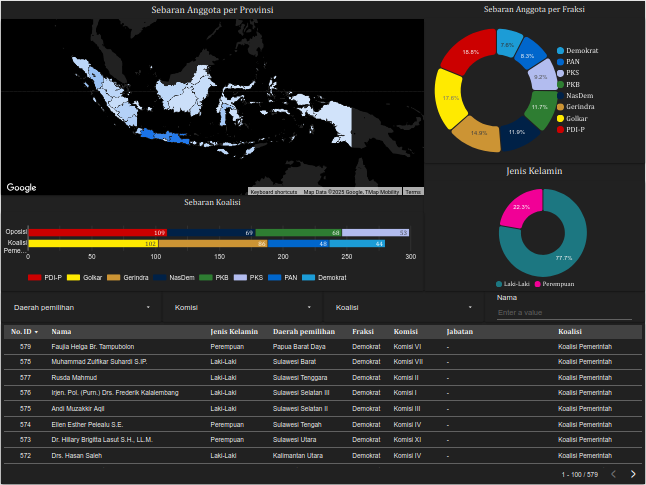 Sebaran Anggota per Provinsi
Google
Keyboard shortcuts Map Data ©2025 Google, TMap Mobility Terms
Sebaran Anggota per Fraksi
7.6%
8.3%
9.2%
11.7%
11.9%
14.9%
17.6%
18.8%
Demokrat
PAN
PKS
PKB
NasDem
Gerindra
Golkar
PDI-P
Sebaran Koalisi
Oposisi 109 69 68 53
Koalisi Peme... 102 86 48 44
0 50 100 150 200 250 300
PDI-P Golkar Gerindra NasDem PKB PKS PAN Demokrat
Jenis Kelamin
22.3%
77.7%
Laki-Laki Perempuan
Daerah pemilihan Komisi Koalisi Nama
Enter a value
No. ID Nama Jenis Kelamin Daerah pemilihan Fraksi Komisi Jabatan Koalisi
579 Faujia Helga Br. Tampubolon Perempuan Papua Barat Daya Demokrat Komisi VI - Koalisi Pemerintah
578 Muhammad Zulfikar Suhardi S.IP. Laki-Laki Sulawesi Barat Demokrat Komisi VII - Koalisi Pemerintah
577 Rusda Mahmud Laki-Laki Sulawesi Tenggara Demokrat Komisi II - Koalisi Pemerintah
576 Irjen. Pol. (Purn.) Drs. Frederik Kalalembang Laki-Laki Sulawesi Selatan III Demokrat Komisi I - Koalisi Pemerintah
575 Andi Muzakkir Aqil Laki-Laki Sulawesi Selatan II Demokrat Komisi III - Koalisi Pemerintah
574 Ellen Esther Pelealu S.E. Perempuan Sulawesi Tengah Demokrat Komisi IV - Koalisi Pemerintah
573 Dr. Hillary Brigitta Lasut S.H., LL.M. Perempuan Sulawesi Utara Demokrat Komisi XI - Koalisi Pemerintah
572 Drs. Hasan Saleh Laki-Laki Kalimantan Utara Demokrat Komisi IV - Koalisi Pemerintah
1 - 100 / 579